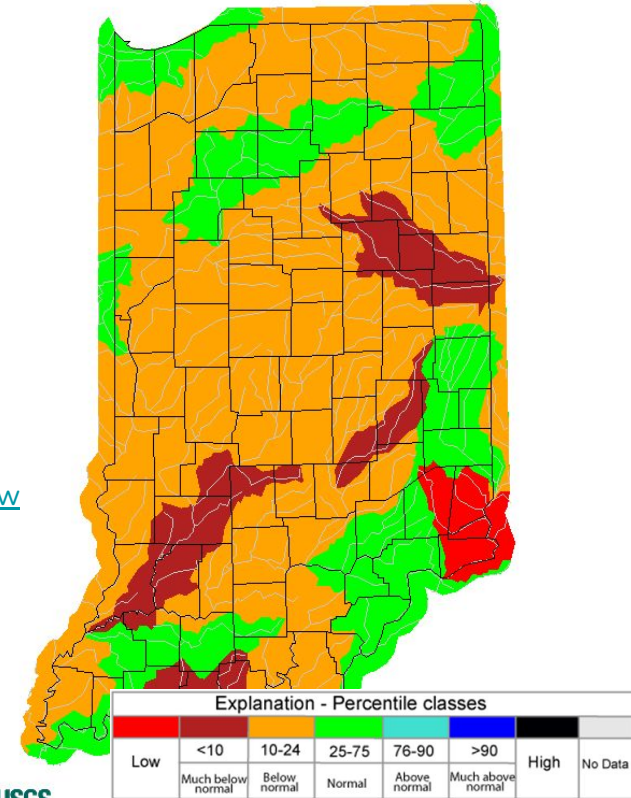 w
Explanation - Percentile classes
Low <10 10-24 25-75 76-90 >90 High No Data
Much below normal Below normal Normal Above normal Much above normal
USGS